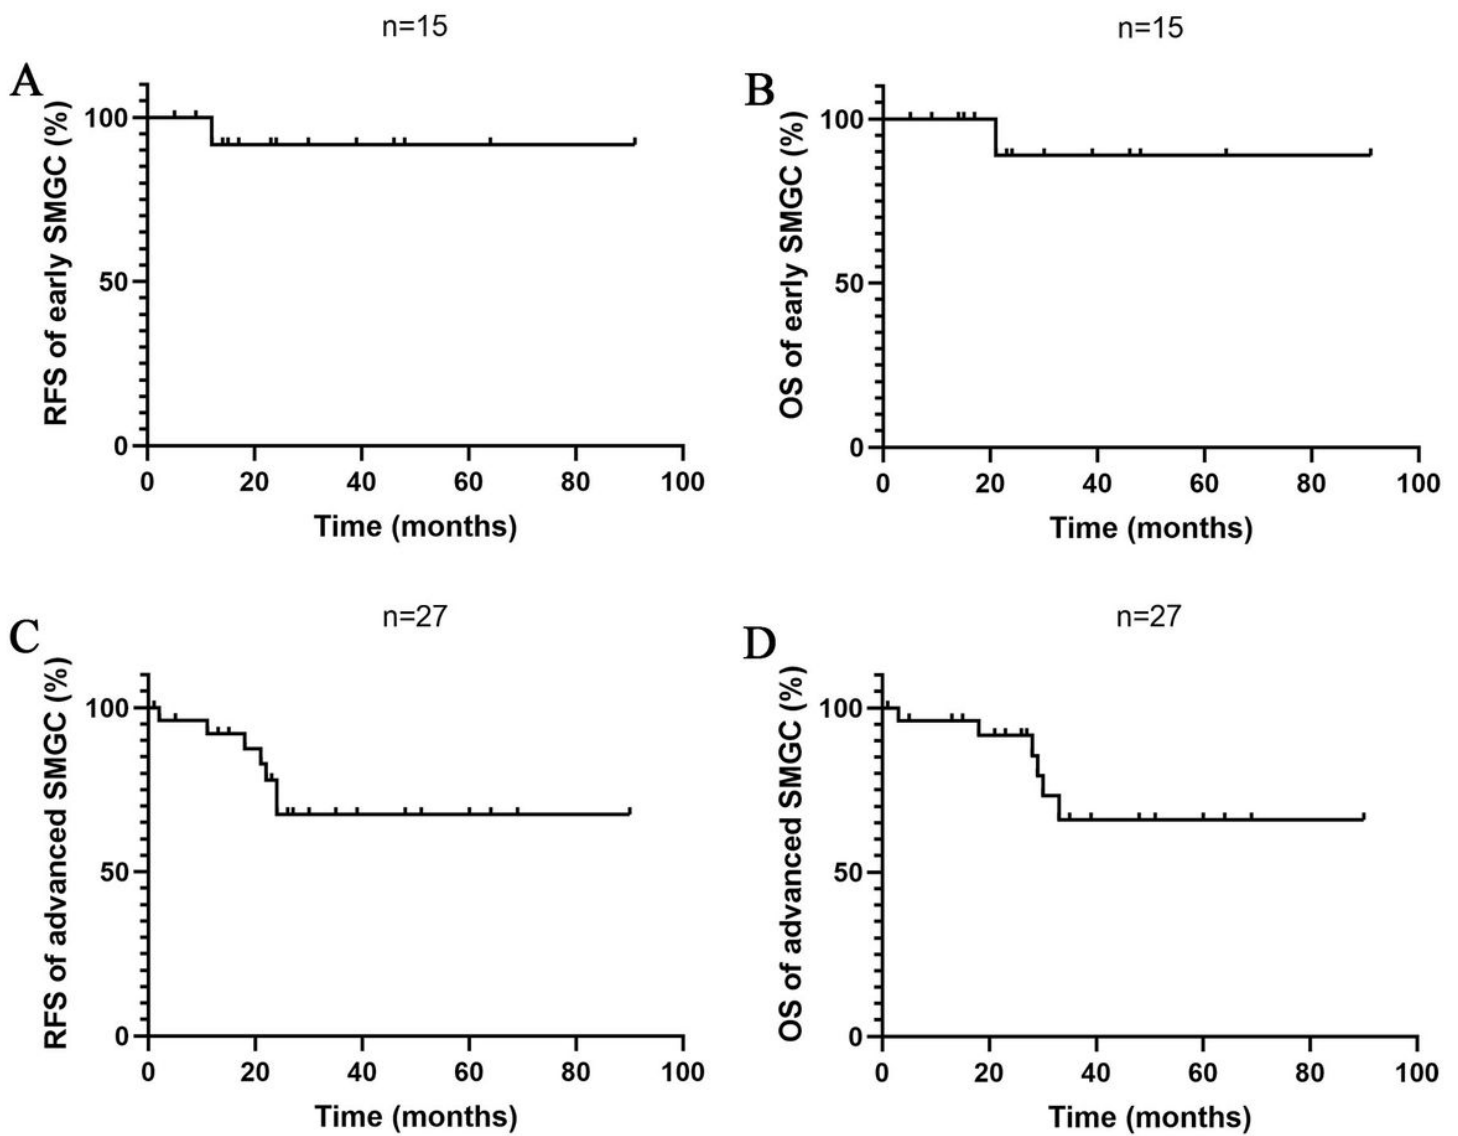 n=15
A
RFS of early SMGC (%)
100
50
0
0 20 40 60 80 100
Time (months)
n=15
B
OS of early SMGC (%)
100
50
0
0 20 40 60 80 100
Time (months)
n=27
C
RFS of advanced SMGC (%)
100
50
0
0 20 40 60 80 100
Time (months)
n=27
D
OS of advanced SMGC (%)
100
50
0
0 20 40 60 80 100
Time (months)